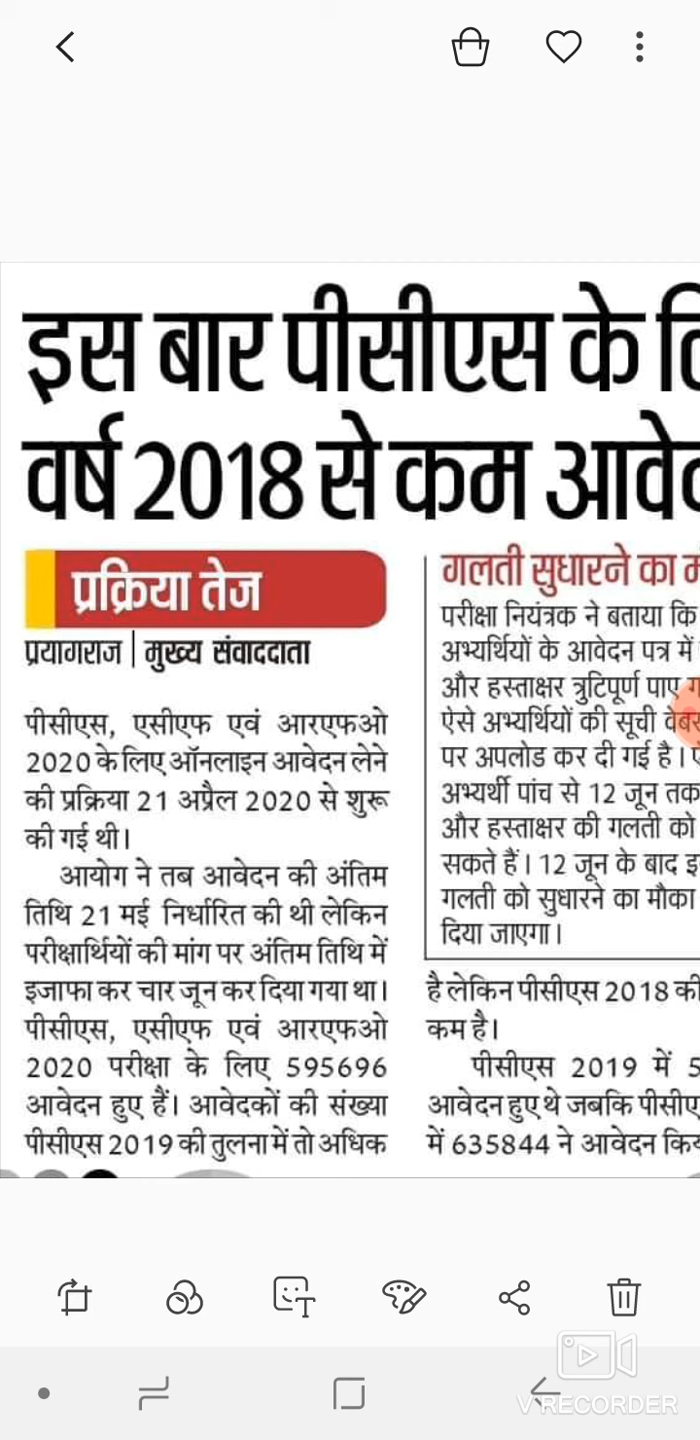 इस बार पीसीएस के
वर्ष 2018 से कम
प्रक्रिया तेज
प्रयागराज | मुख्य संवाददाता
पीसीएस, एसीएफ एवं आरएफओ
2020 के लिए ऑनलाइन आवेदन लेने
की प्रक्रिया 21 अप्रैल 2020 से शुरू
की गई थी।
आयोग ने तब आवेदन की अंतिम
तिथि 21 मई निर्धारित की थी लेकिन
परीक्षार्थियों की मांग पर अंतिम तिथि में
इजाफा कर चार जून कर दिया गया था।
पीसीएस, एसीएफ एवं आरएफओ
2020 परीक्षा के लिए 595696
आवेदन हुए हैं। आवेदकों की संख्या
पीसीएस 2019 की तुलना में तो अधिक
गलती सुधारने का
परीक्षा नियंत्रक ने बताया कि
अभ्यर्थियों के आवेदन पत्र में
और हस्ताक्षर त्रुटिपूर्ण पाए
ऐसे अभ्यर्थियों की सूची
पर अपलोड कर दी गई है।
अभ्यर्थी पांच से 12 जून तक
और हस्ताक्षर की गलती को
सकते हैं। 12 जून के बाद
गलती को सुधारने का मौका
दिया जाएगा।
है लेकिन पीसीएस 2018 की
कम है।
पीसीएस 2019 में
आवेदन हुए थे जबकि
में 635844 ने आवेदन
V RECORDER